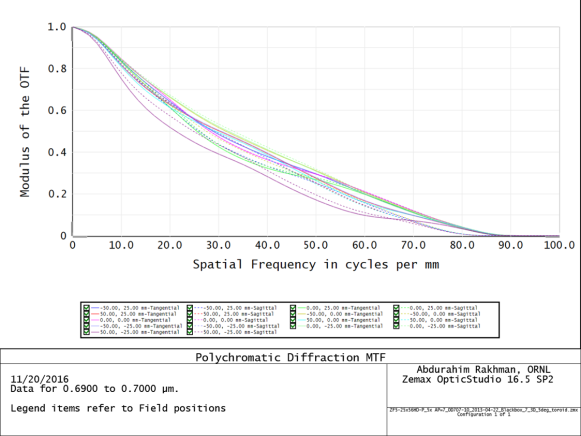 1.0
0.8
0.6
0.4
0.2
0
Modulus of the OTF
0 10.0 20.0 30.0 40.0 50.0 60.0 70.0 80.0 90.0 100.0
Spatial Frequency in cycles per mm
-50.00, 25.00 mm-Tangential -50.00, 25.00 mm-Sagittal 0.00, 25.00 mm-Tangential 0.00, 25.00 mm-Sagittal
50.00, 25.00 mm-Tangential 50.00, 25.00 mm-Sagittal -50.00, 0.00 mm-Tangential -50.00, 0.00 mm-Sagittal
0.00, 0.00 mm-Tangential 0.00, 0.00 mm-Sagittal 50.00, 0.00 mm-Tangential 50.00, 0.00 mm-Sagittal
-50.00, -25.00 mm-Tangential -50.00, -25.00 mm-Sagittal 0.00, -25.00 mm-Tangential 0.00, -25.00 mm-Sagittal
50.00, -25.00 mm-Tangential 50.00, -25.00 mm-Sagittal
Polychromatic Diffraction MTF
11/20/2016
Data for 0.6900 to 0.7000 µm.
Legend items refer to Field positions
Abdurahim Rakhman, ORNL
Zemax OpticStudio 16.5 SP2
Configuration 1 of 1